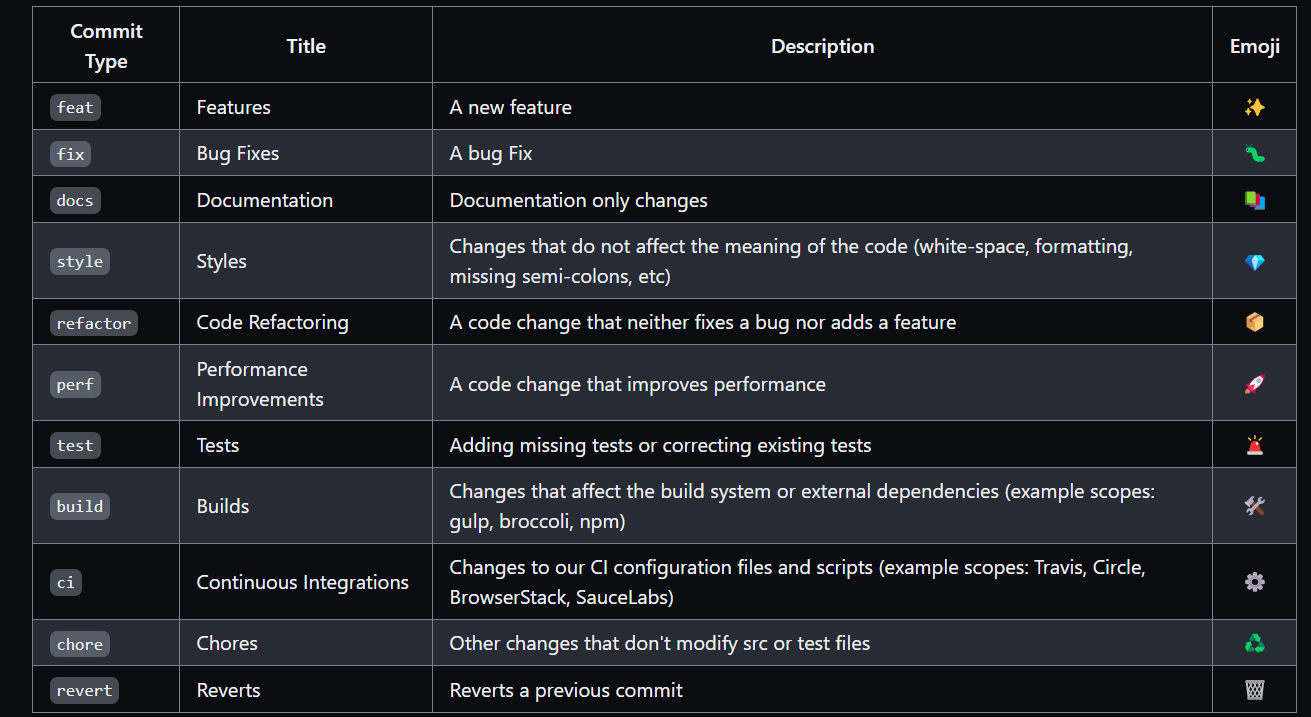 Commit Type Title Description Emoji
feat Features A new feature ✨
fix Bug Fixes A bug Fix 🐛
docs Documentation Documentation only changes 📚
style Styles Changes that do not affect the meaning of the code (white-space, formatting,
missing semi-colons, etc) 💎
refactor Code Refactoring A code change that neither fixes a bug nor adds a feature 📦
perf Performance Improvements A code change that improves performance 🚀
test Tests Adding missing tests or correcting existing tests 🚨
build Builds Changes that affect the build system or external dependencies (example scopes:
gulp, broccoli, npm) 🛠
ci Continuous Integrations Changes to our CI configuration files and scripts (example scopes: Travis, Circle,
BrowserStack, SauceLabs) ⚙️
chore Chores Other changes that don't modify src or test files ♻️
revert Reverts Reverts a previous commit 🗑